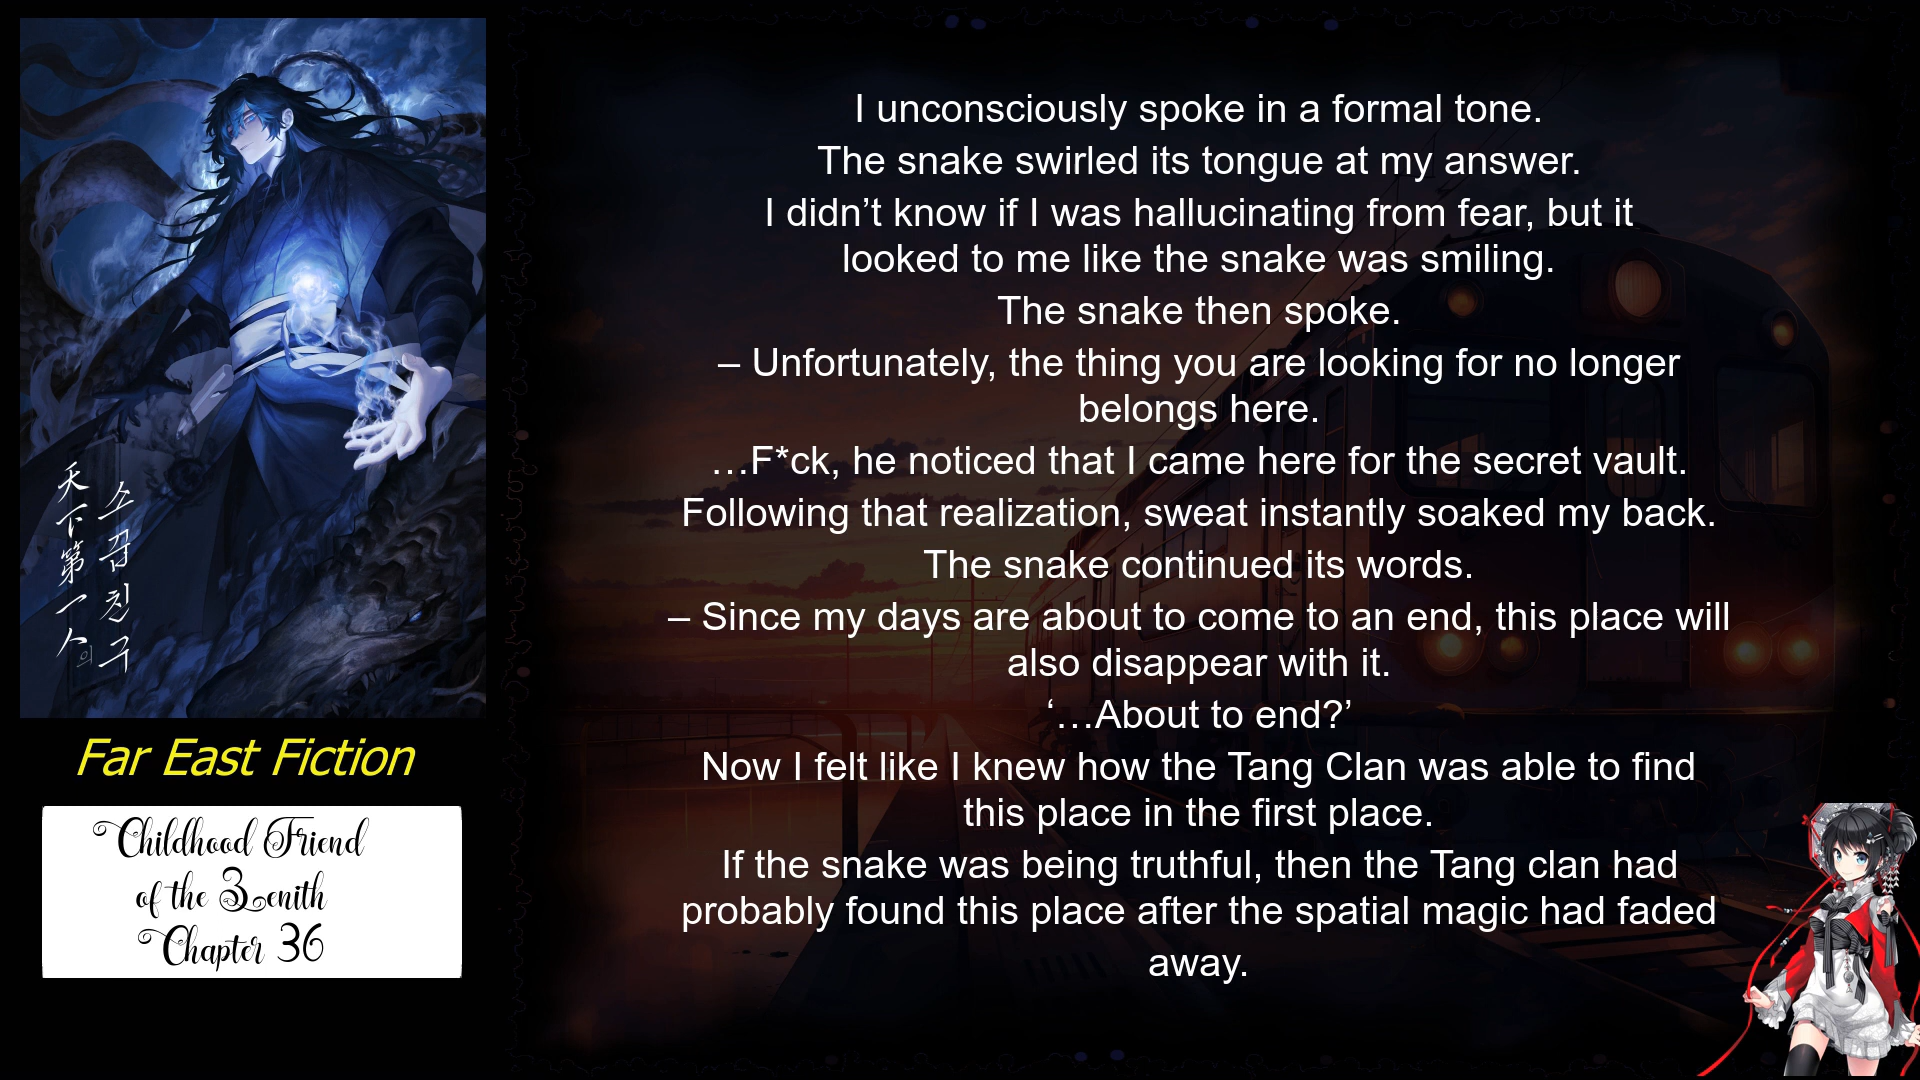 天下第一人의
소꿉친구
Far East Fiction
Childhood Friend
of the Zenith
Chapter 36
I unconsciously spoke in a formal tone.
The snake swirled its tongue at my answer.
I didn’t know if I was hallucinating from fear, but it
looked to me like the snake was smiling.
The snake then spoke.
– Unfortunately, the thing you are looking for no longer
belongs here.
…F*ck, he noticed that I came here for the secret vault.
Following that realization, sweat instantly soaked my back.
The snake continued its words.
– Since my days are about to come to an end, this place will
also disappear with it.
‘…About to end?’
Now I felt like I knew how the Tang Clan was able to find
this place in the first place.
If the snake was being truthful, then the Tang clan had
probably found this place after the spatial magic had faded
away.